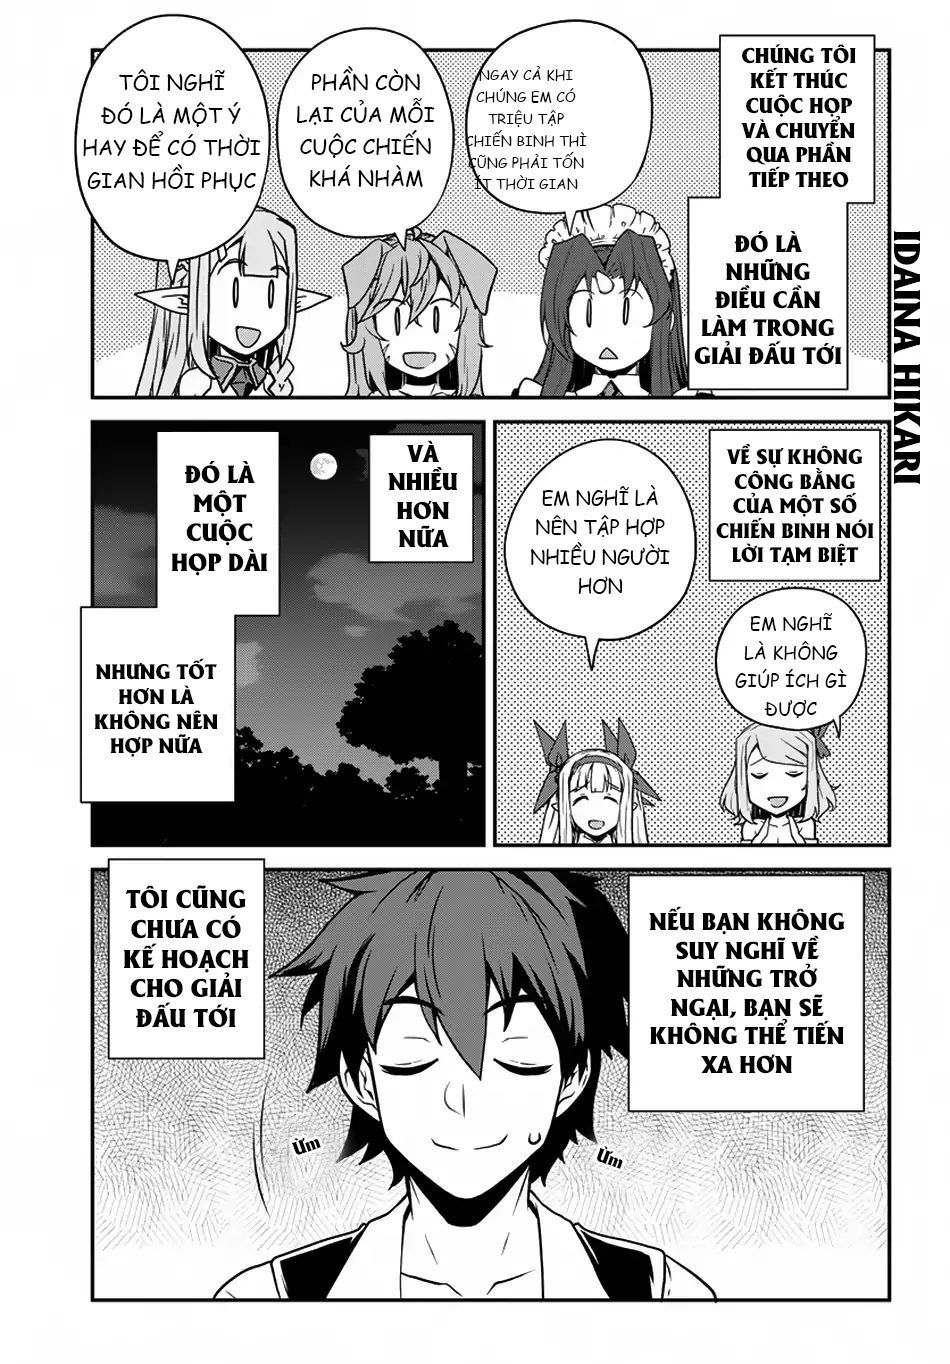 CHÚNG TÔI
KẾT THÚC
CUỘC HỌP
VÀ CHUYỂN
QUA PHẦN
TIẾP THEO
ĐÓ LÀ
NHỮNG
ĐIỀU CẦN
LÀM TRONG
GIẢI ĐẤU TỚI
NGAY CẢ KHI
CHÚNG EM CÓ
TRIỆU TẬP
CHIẾN BINH THÌ
CŨNG PHẢI TỐN
ÍT THỜI GIAN
PHẦN CÒN
LẠI CỦA MỖI
CUỘC CHIẾN
KHÁ NHÀM
TÔI NGHĨ
ĐÓ LÀ MỘT Ý
HAY ĐỂ CÓ THỜI
GIAN HỒI PHỤC
IDAINA HIKARI
VỀ SỰ KHÔNG
CÔNG BẰNG
CỦA MỘT SỐ
CHIẾN BINH NÓI
LỜI TẠM BIỆT
EM NGHĨ
LÀ KHÔNG
GIÚP ÍCH GÌ
ĐƯỢC
EM NGHĨ LÀ
NÊN TẬP HỢP
NHIỀU NGƯỜI
HƠN
VÀ
NHIỀU
HƠN
NỮA
ĐÓ LÀ
MỘT
CUỘC
HỌP DÀI
NHƯNG TỐT
HƠN LÀ
KHÔNG NÊN
HỢP NỮA
NẾU BẠN KHÔNG
SUY NGHĨ VỀ
NHỮNG TRỞ
NGẠI, BẠN SẼ
KHÔNG THỂ TIẾN
XA HƠN
TÔI CŨNG
CHƯA CÓ
KẾ HOẠCH
CHO GIẢI
ĐẤU TỚI
Ừm
Ừm